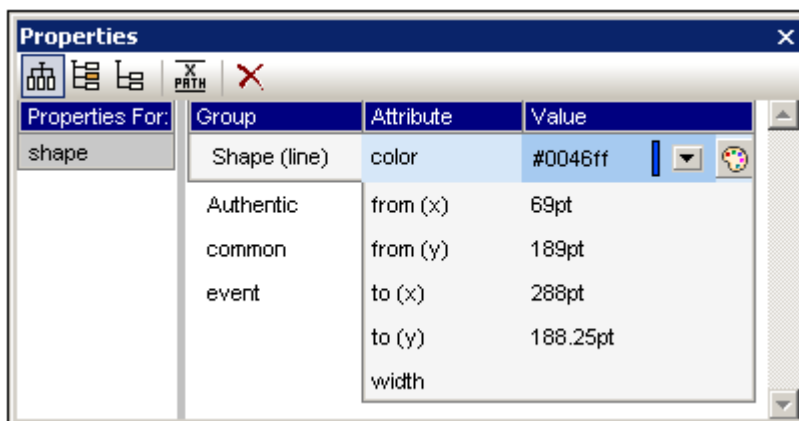 Properties
X
PATH
Properties For: Group Attribute Value
shape Shape (line) color #0046ff
Authentic from (x) 69pt
common from (y) 189pt
event to (x) 288pt
to (y) 188.25pt
width